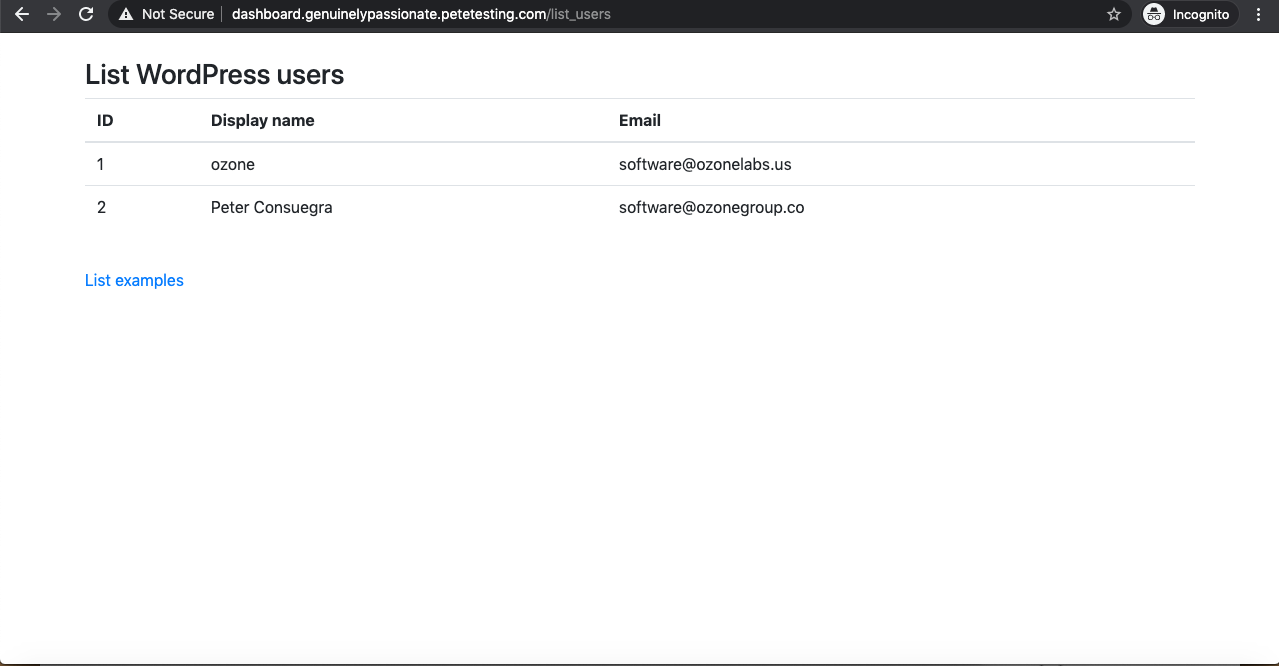 Not Secure dashboard.genuinelypassionate.petetesting.com/list_users Incognito
List WordPress users
ID Display name Email
1 ozone software@ozonelabs.us
2 Peter Consuegra software@ozonegroup.co
List examples